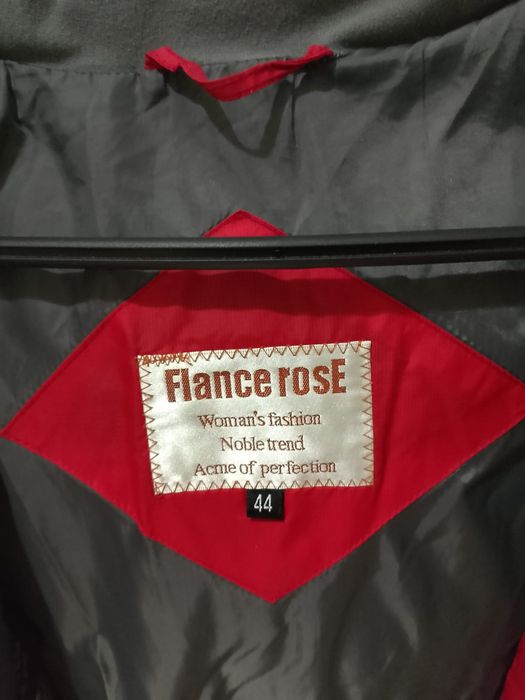 Flance rosE
Woman's fashion
Noble trend
Acme of perfection
44